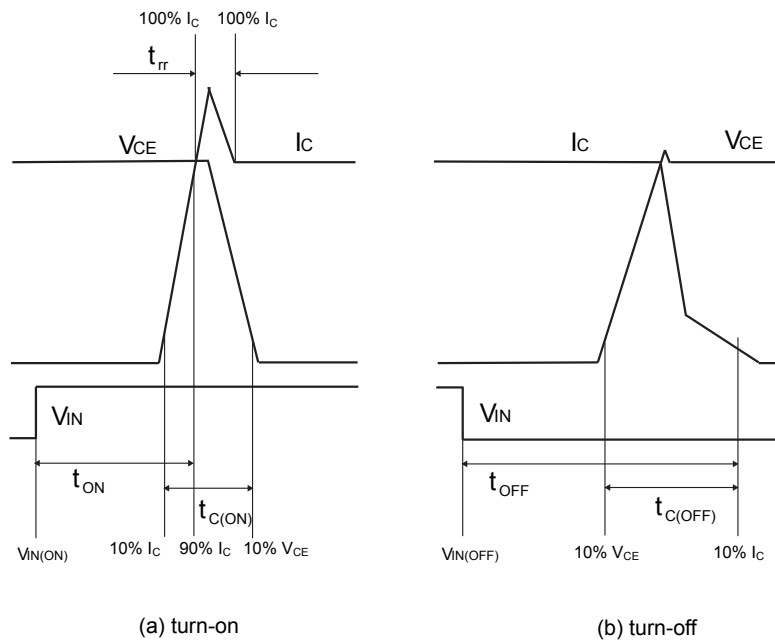 100% IC 100% IC
trr
VCE IC
VIN
tON
tC(ON)
VIN(ON) 10% IC 90% IC 10% VCE
(a) turn-on
IC VCE
VIN
tOFF
tC(OFF)
VIN(OFF) 10% VCE 10% IC
(b) turn-off